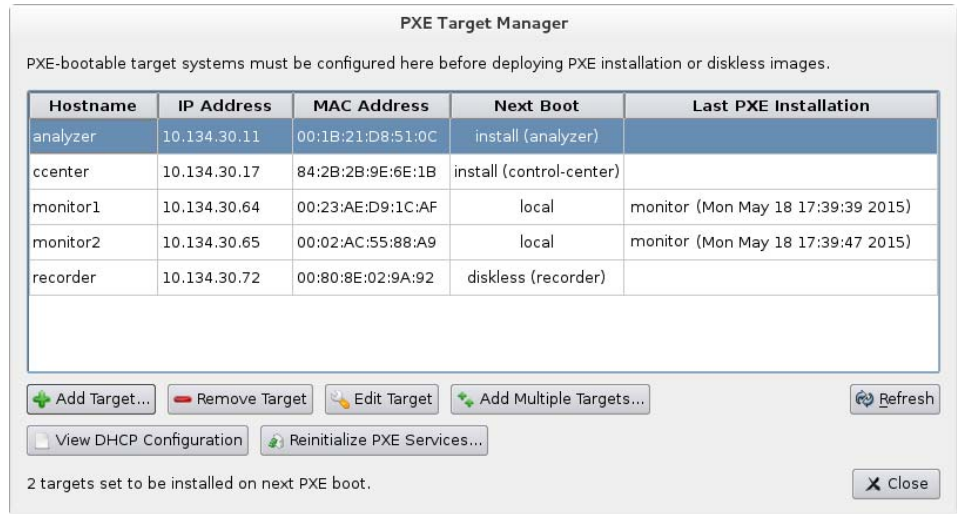 PXE Target Manager
PXE-bootable target systems must be configured here before deploying PXE installation or diskless images.
Hostname IP Address MAC Address Next Boot Last PXE Installation
analyzer 10.134.30.11 00:1B:21:D8:51:0C install (analyzer)
ccenter 10.134.30.17 84:2B:2B:9E:6E:1B install (control-center)
monitor1 10.134.30.64 00:23:AE:D9:1C:AF local monitor (Mon May 18 17:39:39 2015)
monitor2 10.134.30.65 00:02:AC:55:88:A9 local monitor (Mon May 18 17:39:47 2015)
recorder 10.134.30.72 00:80:8E:02:9A:92 diskless (recorder)
Add Target... Remove Target Edit Target Add Multiple Targets... Refresh
View DHCP Configuration Reinitialize PXE Services...
2 targets set to be installed on next PXE boot. Close